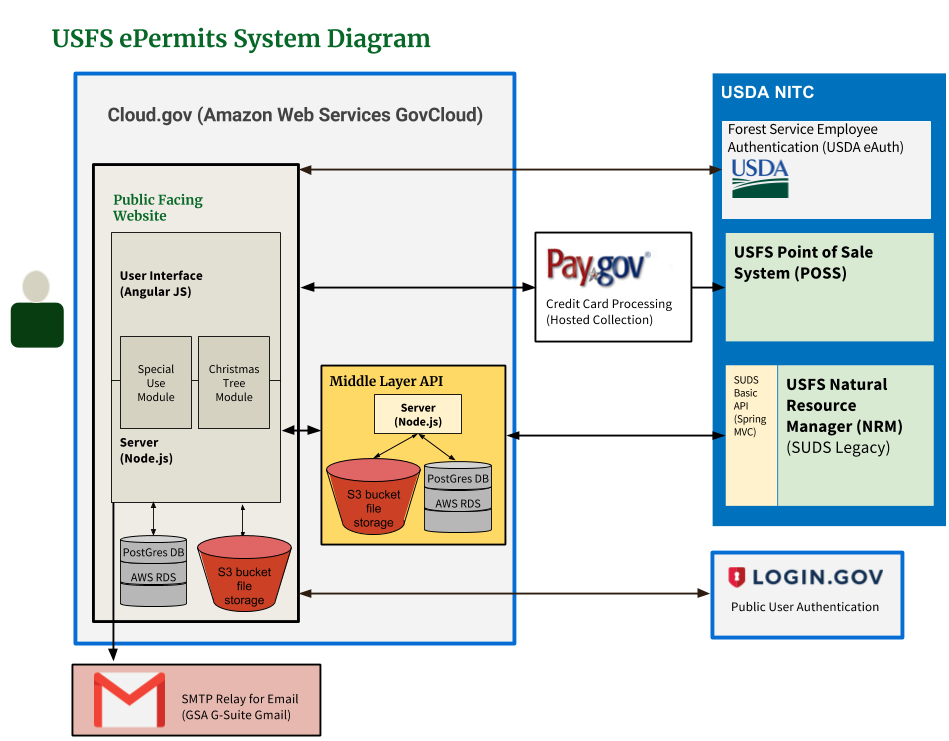 USFS ePermits System Diagram
Cloud.gov (Amazon Web Services GovCloud)
Public Facing
Website
User Interface
(Angular JS)
Special
Use
Module
Christmas
Tree
Module
Server
(Node.js)
PostGres DB
AWS RDS
S3 bucket
file
storage
Middle Layer API
Server
(Node.js)
S3 bucket
file
storage
PostGres DB
AWS RDS
Pay.gov
Credit Card Processing
(Hosted Collection)
USDA NITC
Forest Service Employee
Authentication (USDA eAuth)
USDA
USFS Point of Sale
System (POSS)
SUDS
Basic
API
(Spring
MVC)
USFS Natural
Resource
Manager (NRM)
(SUDS Legacy)
LOGIN.GOV
Public User Authentication
SMTP Relay for Email
(GSA G-Suite Gmail)